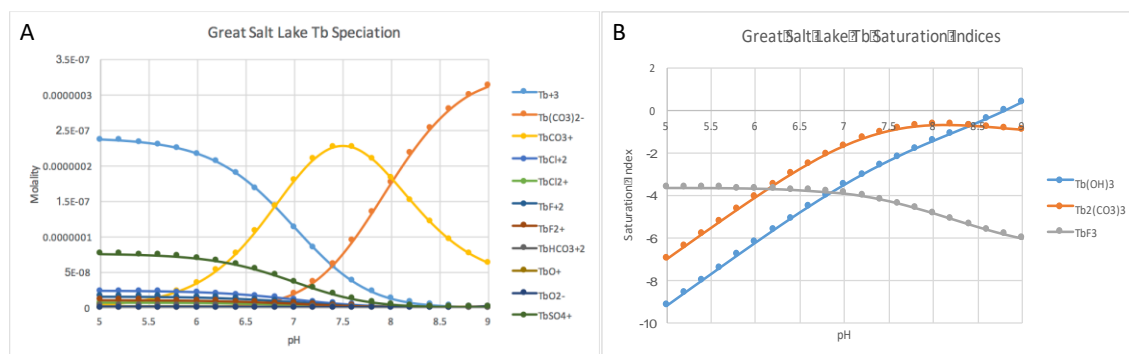 A
Great Salt Lake Tb Speciation
3.5E-07
0.0000003
2.5E-07
0.0000002
1.5E-07
0.0000001
5E-08
0
Molality
5 5.5 6 6.5 7 7.5 8 8.5 9
pH
Tb+3
Tb(CO3)2-
TbCO3+
TbCl+2
TbCl2+
TbF+2
TbF2+
TbHCO3+2
TbO+
TbO2-
TbSO4+
B
Great Salt Lake Tb Saturation Indices
2
0
-2
-4
-6
-8
-10
Saturation Index
5 5.5 6 6.5 7 7.5 8 8.5 9
pH
Tb(OH)3
Tb2(CO3)3
TbF3